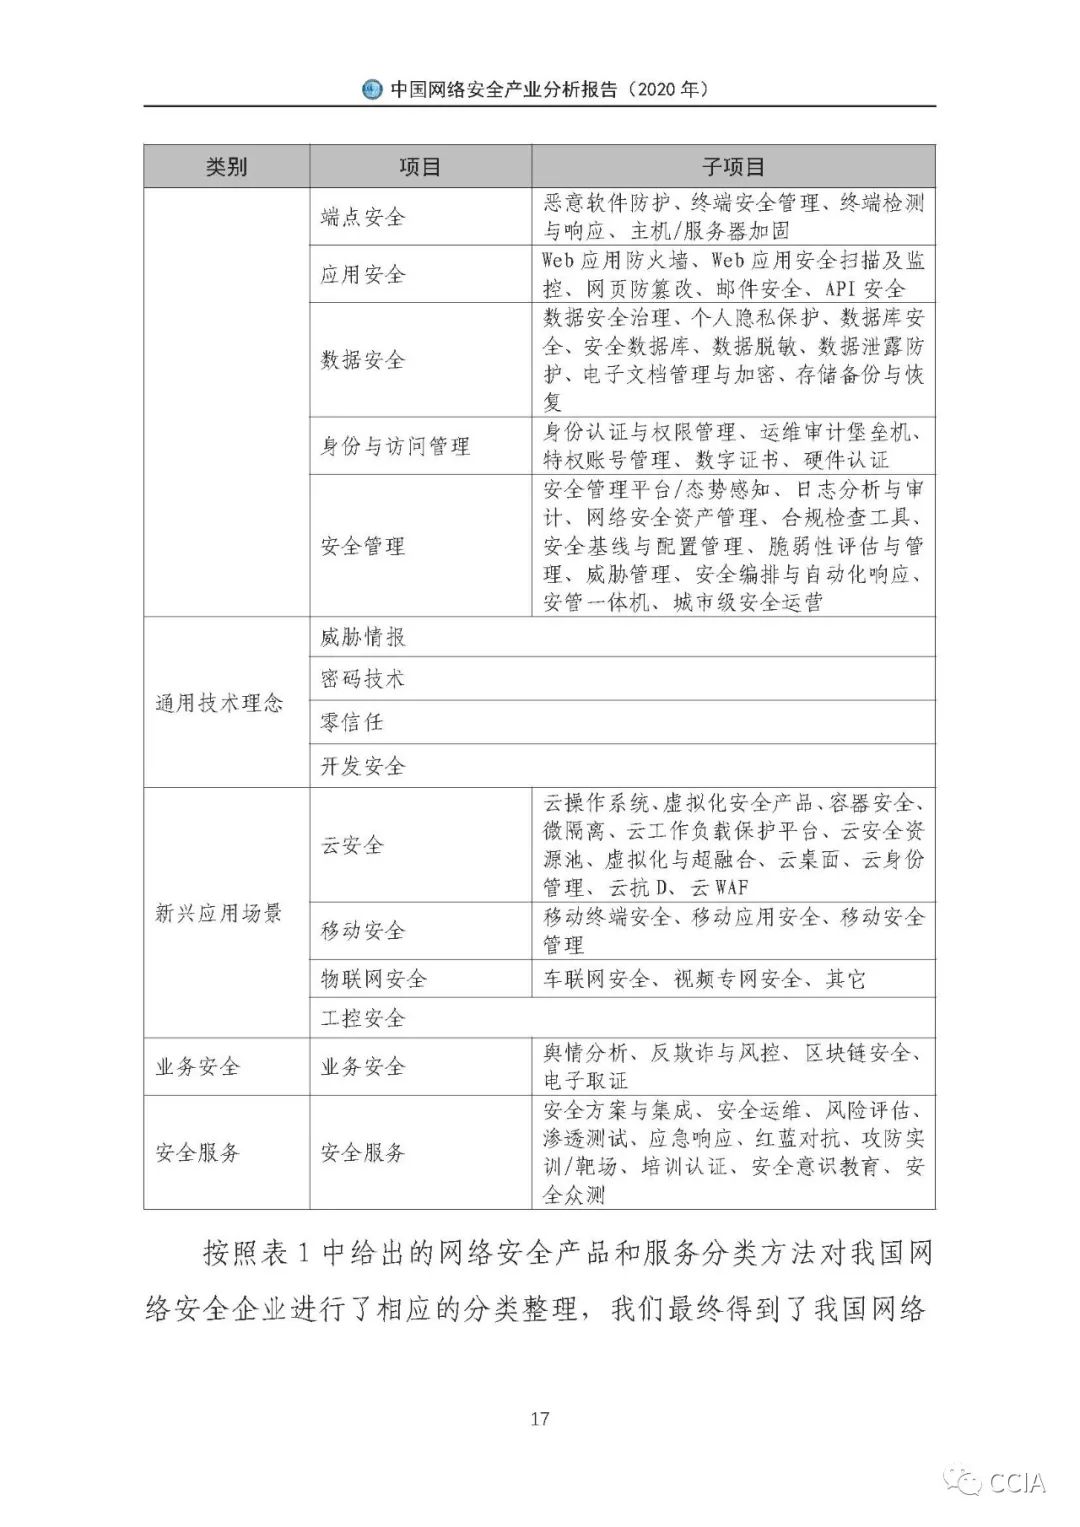 中国网络安全产业分析报告（2020 年）
类别 项目 子项目
端点安全
恶意软件防护、终端安全管理、终端检测
与响应、主机/服务器加固
应用安全
Web 应用防火墙、Web 应用安全扫描及监
控、网页防篡改、邮件安全、API 安全
数据安全
数据安全治理、个人隐私保护、数据库安
全、安全数据库、数据脱敏、数据泄露防
护、电子文档管理与加密、存储备份与恢
复
身份与访问管理
身份认证与权限管理、运维审计堡垒机、
特权账号管理、数字证书、硬件认证
安全管理
安全管理平台/态势感知、日志分析与审
计、网络安全资产管理、合规检查工具、
安全基线与配置管理、脆弱性评估与管
理、威胁管理、安全编排与自动化响应、
安管一体机、城市级安全运营
通用技术理念
威胁情报
密码技术
零信任
开发安全
新兴应用场景
云安全
云操作系统、虚拟化安全产品、容器安全、
微隔离、云工作负载保护平台、云安全资
源池、虚拟化与超融合、云桌面、云身份
管理、云抗 D、云 WAF
移动安全
移动终端安全、移动应用安全、移动安全
管理
物联网安全
车联网安全、视频专网安全、其它
工控安全
业务安全
业务安全
舆情分析、反欺诈与风控、区块链安全、
电子取证
安全服务
安全服务
安全方案与集成、安全运维、风险评估、
渗透测试、应急响应、红蓝对抗、攻防实
训/靶场、培训认证、安全意识教育、安
全众测
按照表 1 中给出的网络安全产品和服务分类方法对我国网
络安全企业进行了相应的分类整理，我们最终得到了我国网络
17
CCIA